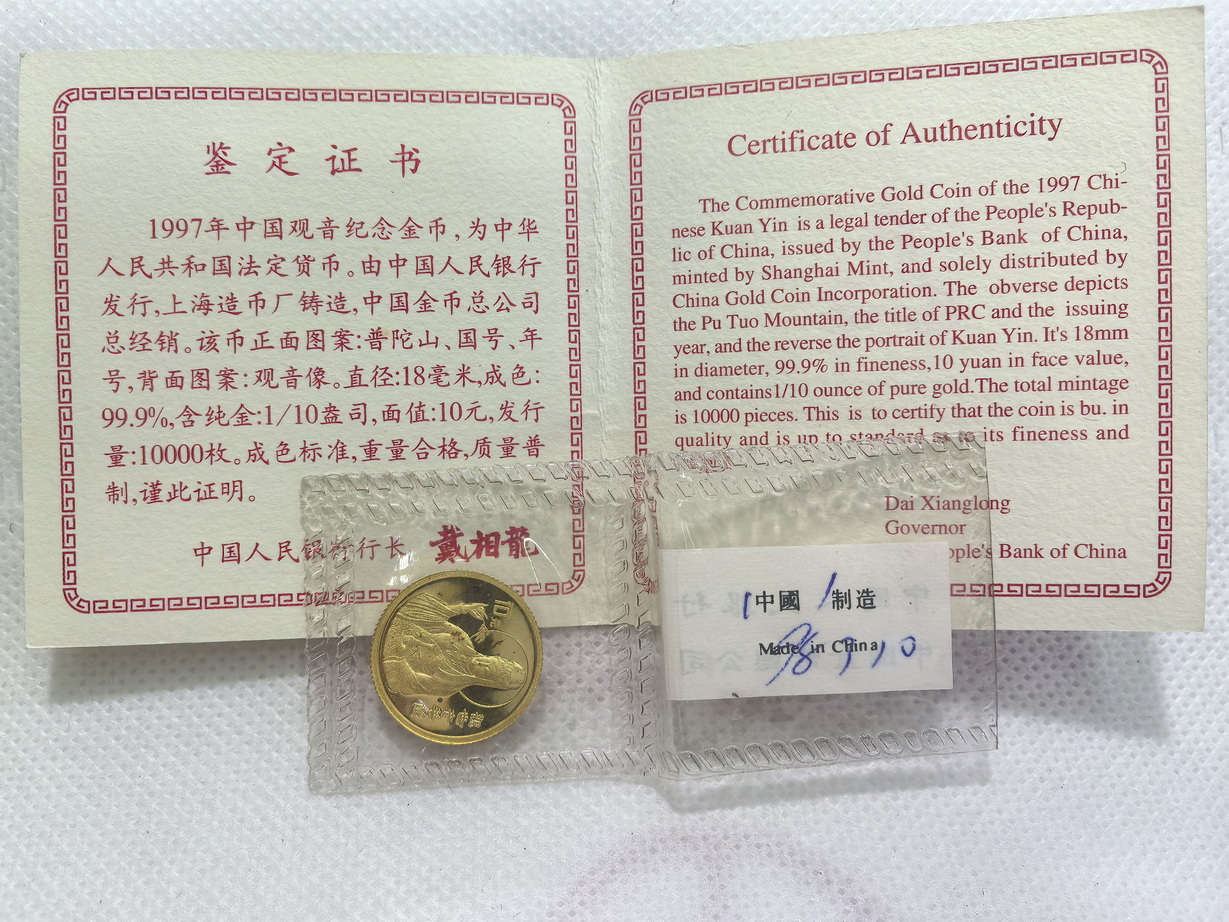 鉴定证书
1997年中国观音纪念金币,为中华
人民共和国法定货币。由中国人民银行
发行,上海造币厂铸造,中国金币总公司
总经销。该币正面图案:普陀山、国号、年
号,背面图案:观音像。直径:18毫米,成色:
99.9%,含纯金:1/10盎司,面值:10元,发行
量:10000枚。成色标准,重量合格,质量普
制,谨此证明。
中国人民银行行长 戴相龍
Certificate of Authenticity
The Commemorative Gold Coin of the 1997 Chi-
nese Kuan Yin is a legal tender of the People's Repub-
lic of China, issued by the People's Bank of China,
minted by Shanghai Mint, and solely distributed by
China Gold Coin Incorporation. The obverse depicts
the Pu Tuo Mountain, the title of PRC and the issuing
year, and the reverse the portrait of Kuan Yin. It's 18mm
in diameter, 99.9% in fineness,10 yuan in face value,
and contains1/10 ounce of pure gold.The total mintage
is 10000 pieces. This is to certify that the coin is bu. in
quality and is up to standard as to its fineness and
Dai Xianglong
Governor
ople's Bank of China
10元
中國 制造
Made in China